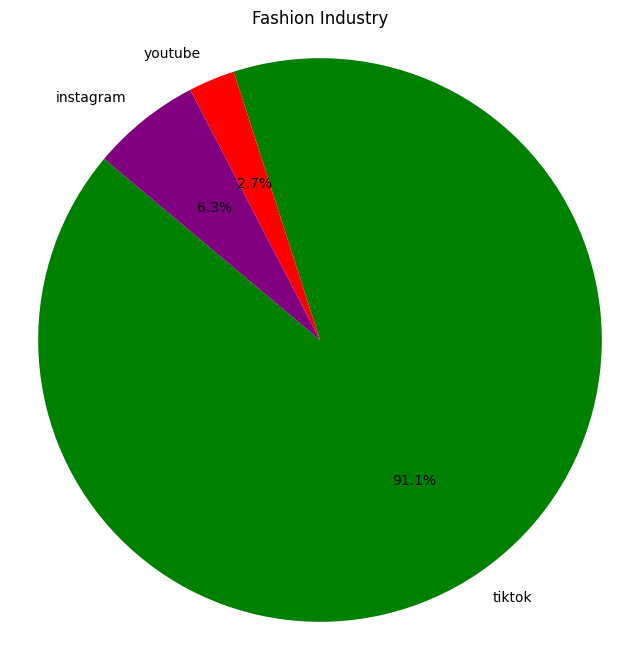 Fashion Industry
youtube
instagram
2.7%
6.3%
91.1%
tiktok